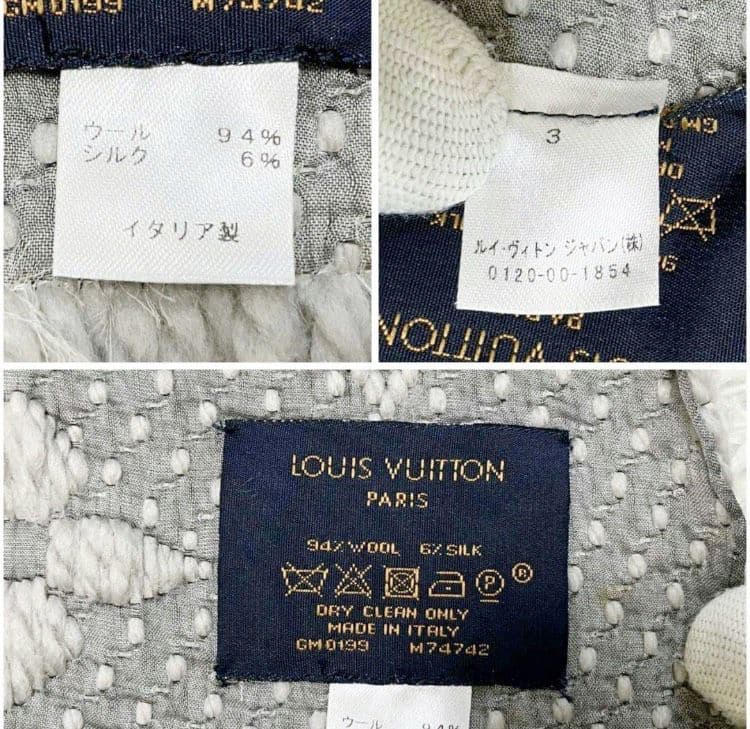 GM0199 M74742
ウール 94%
シルク 6%
イタリア製
3
ルイ・ヴィトン ジャパン(株)
0120-00-1854
LOUIS VUITTON
PARIS
94% WOOL 6% SILK
P
R
DRY CLEAN ONLY
MADE IN ITALY
GM0199 M74742
ウール 94%